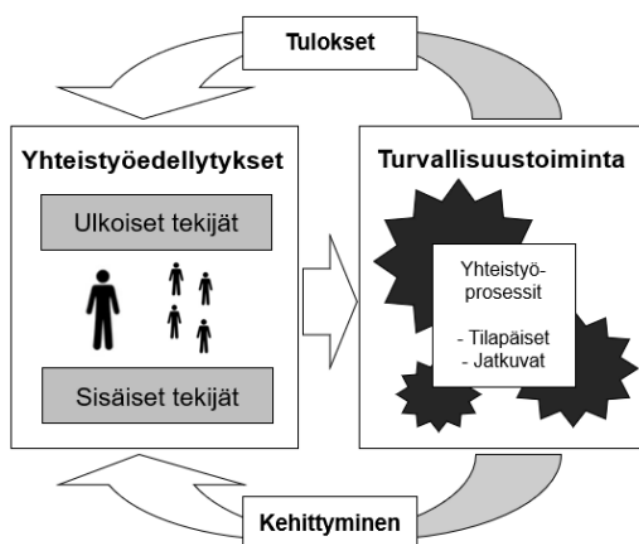 Tulokset
Yhteistyöedellytykset
Ulkoiset tekijät
Sisäiset tekijät
Turvallisuustoiminta
Yhteistyö-
prosessit
- Tilapäiset
- Jatkuvat
Kehittyminen